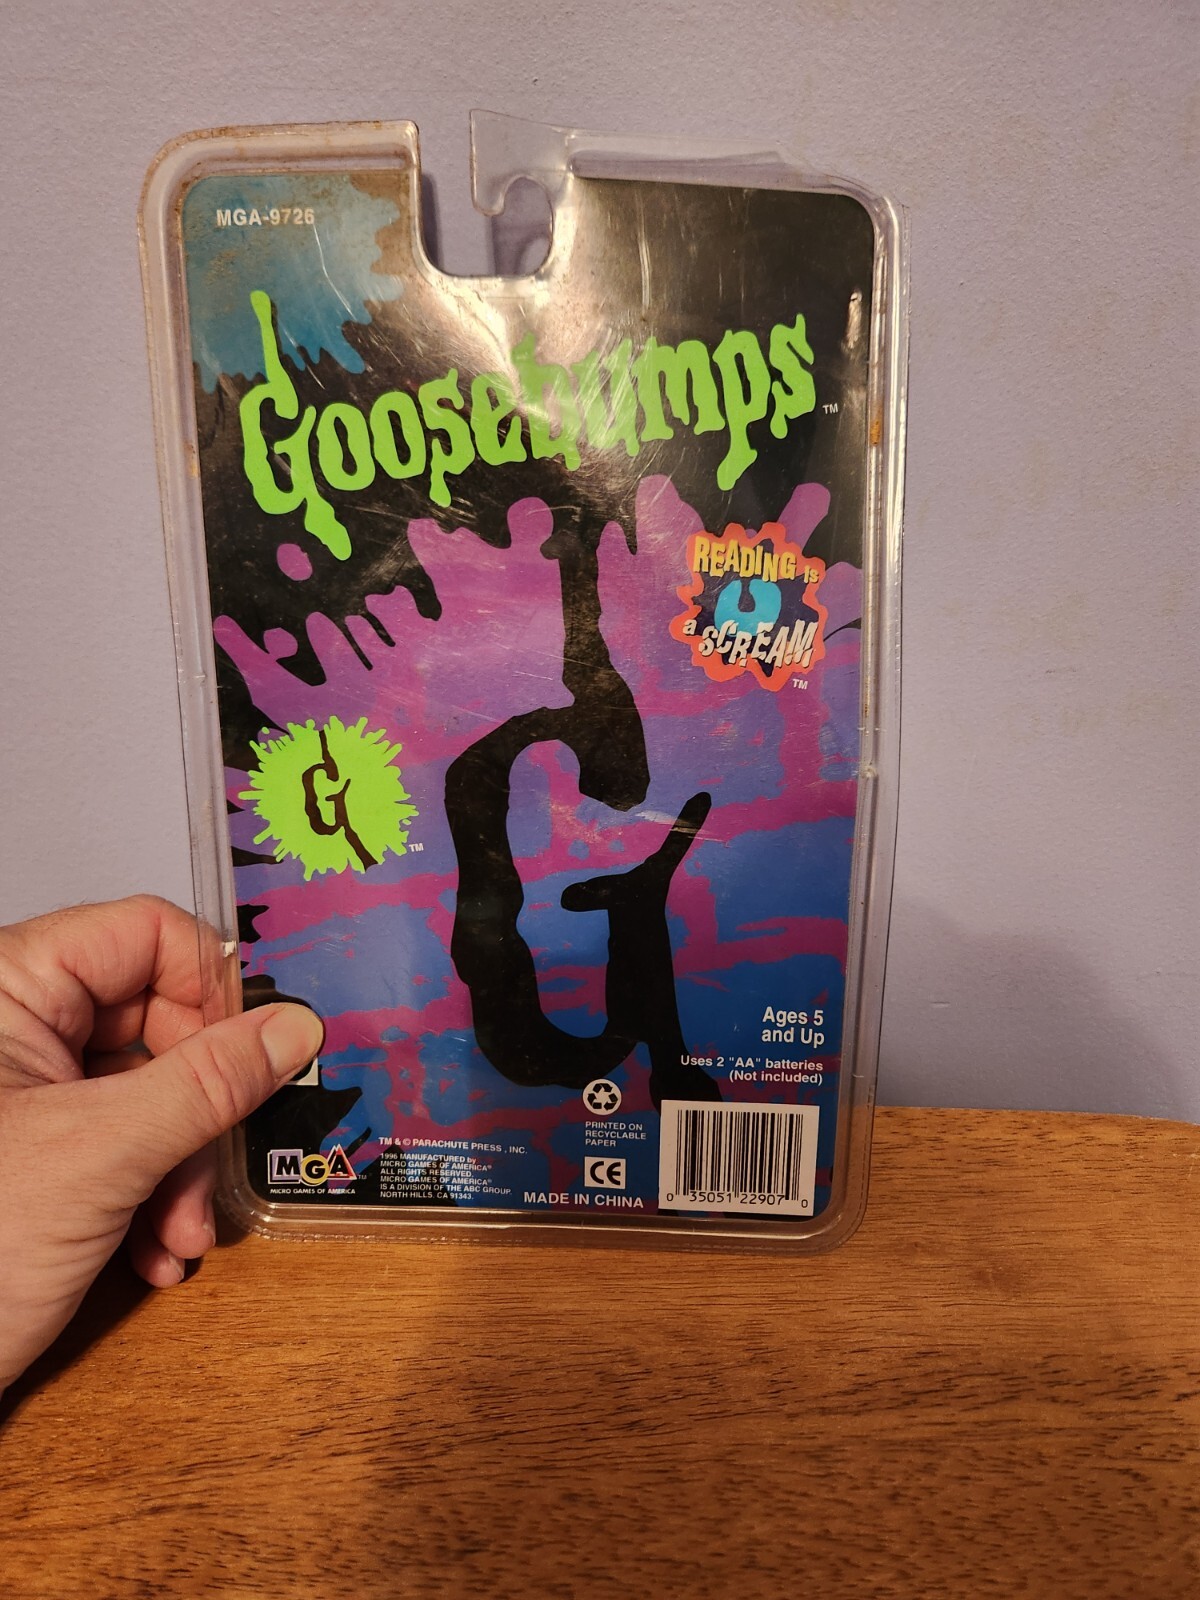 MGA-9726
Goosebumps™
READING is
a SCREAM
TM
G
TM
G
Ages 5
and Up
Uses 2 "AA" batteries
(Not included)
PRINTED ON
RECYCLABLE
PAPER
CE
MADE IN CHINA
TM & © PARACHUTE PRESS , INC.
1996 MANUFACTURED by
MICRO GAMES OF AMERICA®
ALL RIGHTS RESERVED.
MICRO GAMES OF AMERICA®
IS A DIVISION OF THE ABC GROUP.
NORTH HILLS, CA 91343.
MGA™
MICRO GAMES OF AMERICA
0 35051 22907 0